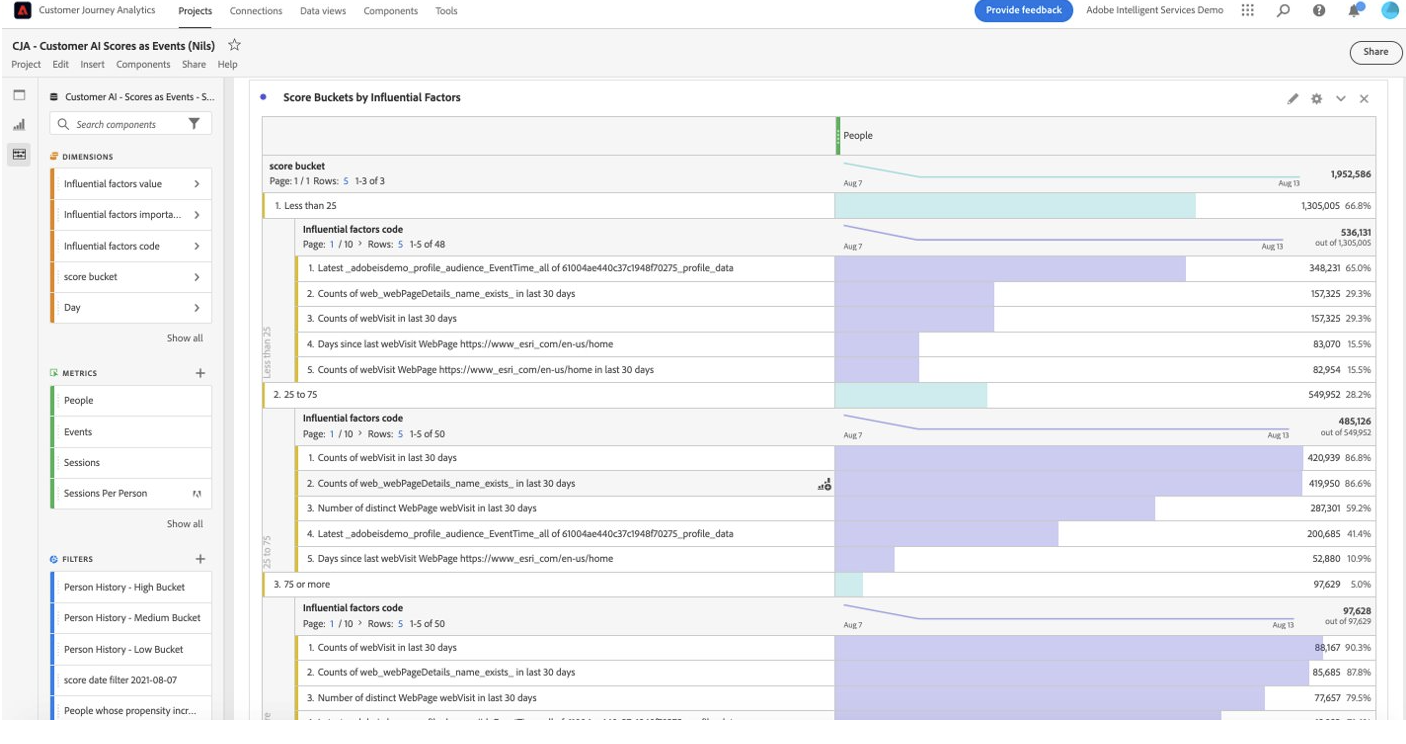 Customer Journey Analytics Projects Connections Data views Components Tools Provide feedback Adobe Intelligent Services Demo
CJA - Customer AI Scores as Events (Nils)
Share
Project Edit Insert Components Share Help
Customer AI - Scores as Events - S...
Search components
DIMENSIONS
Influential factors value
Influential factors importa...
Influential factors code
score bucket
Day
Show all
METRICS
People
Events
Sessions
Sessions Per Person
Show all
FILTERS
Person History - High Bucket
Person History - Medium Bucket
Person History - Low Bucket
score date filter 2021-08-07
People whose propensity incr...
Score Buckets by Influential Factors
People
score bucket
Page: 1 / 1 Rows: 5 1-3 of 3
Aug 7 Aug 13 1,952,586
1. Less than 25 1,305,005 66.8%
Less than 25
Influential factors code
Page: 1 / 10 > Rows: 5 1-5 of 48
Aug 7 Aug 13 536,131
out of 1,305,005
1. Latest _adobeisdemo_profile_audience_EventTime_all of 61004ae440c37c1948f70275_profile_data 348,231 65.0%
2. Counts of web_webPageDetails_name_exists_ in last 30 days 157,325 29.3%
3. Counts of webVisit in last 30 days 157,325 29.3%
4. Days since last webVisit WebPage https://www_esri_com/en-us/home 83,070 15.5%
5. Counts of webVisit WebPage https://www_esri_com/en-us/home in last 30 days 82,954 15.5%
2. 25 to 75 549,952 28.2%
25 to 75
Influential factors code
Page: 1 / 10 > Rows: 5 1-5 of 50
Aug 7 Aug 13 485,126
out of 549,952
1. Counts of webVisit in last 30 days 420,939 86.8%
2. Counts of web_webPageDetails_name_exists_ in last 30 days 419,950 86.6%
3. Number of distinct WebPage webVisit in last 30 days 287,301 59.2%
4. Latest _adobeisdemo_profile_audience_EventTime_all of 61004ae440c37c1948f70275_profile_data 200,685 41.4%
5. Days since last webVisit WebPage https://www_esri_com/en-us/home 52,880 10.9%
3. 75 or more 97,629 5.0%
Influential factors code
Page: 1 / 10 > Rows: 5 1-5 of 50
Aug 7 Aug 13 97,628
out of 97,629
1. Counts of webVisit in last 30 days 88,167 90.3%
2. Counts of web_webPageDetails_name_exists_ in last 30 days 85,685 87.8%
3. Number of distinct WebPage webVisit in last 30 days 77,657 79.5%